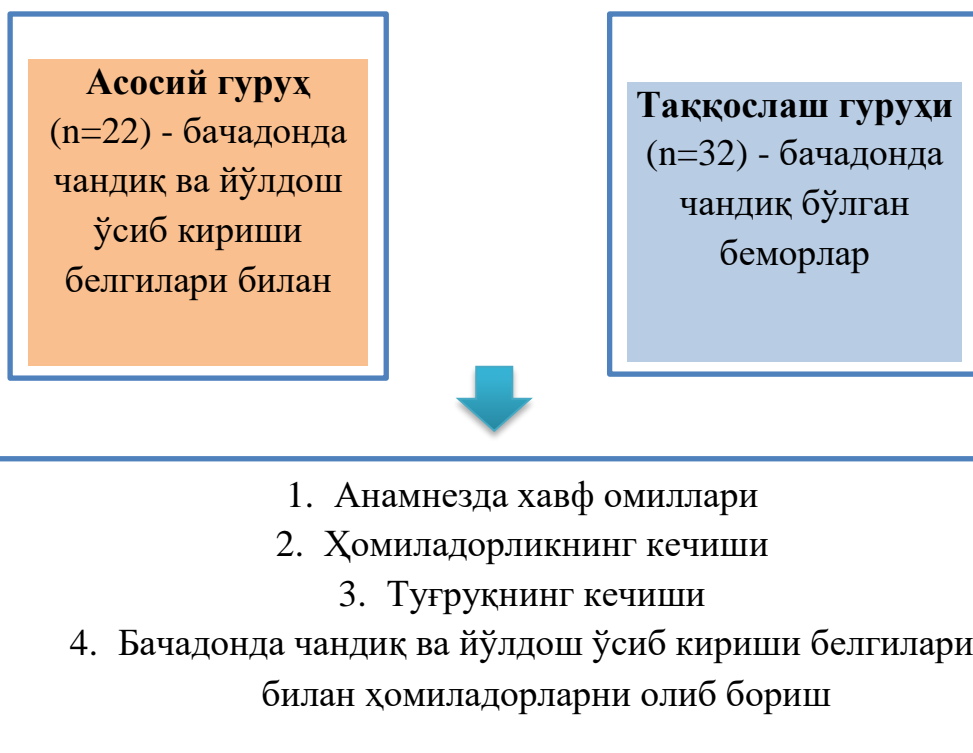 Асосий гуруҳ
(n=22) - бачадонда
чандиқ ва йўлдош
ўсиб кириши
белгилари билан
Таққослаш гуруҳи
(n=32) - бачадонда
чандиқ бўлган
беморлар
1. Анамнезда хавф омиллари
2. Ҳомиладорликнинг кечиши
3. Туғруқнинг кечиши
4. Бачадонда чандиқ ва йўлдош ўсиб кириши белгилари
билан ҳомиладорларни олиб бориш